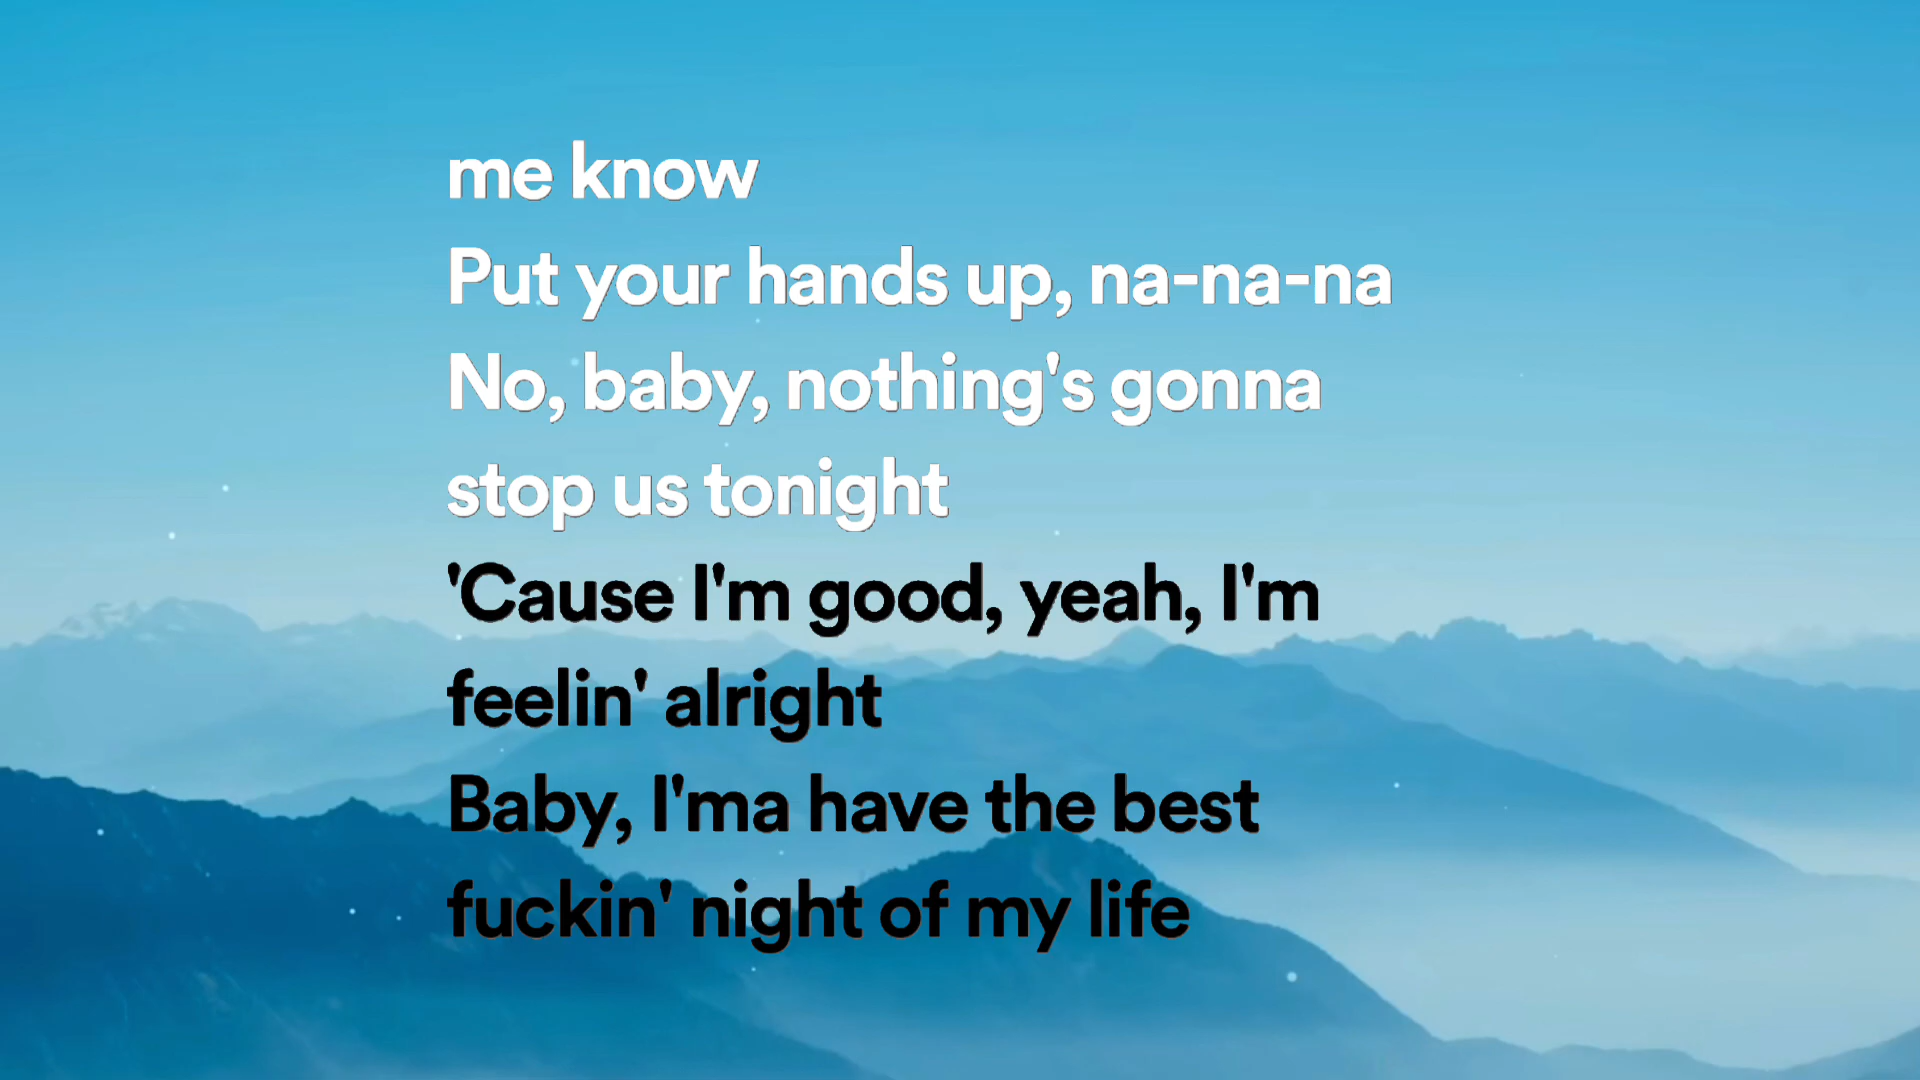 me know
Put your hands up, na-na-na
No, baby, nothing's gonna
stop us tonight
'Cause I'm good, yeah, I'm
feelin' alright
Baby, I'ma have the best
fuckin' night of my life